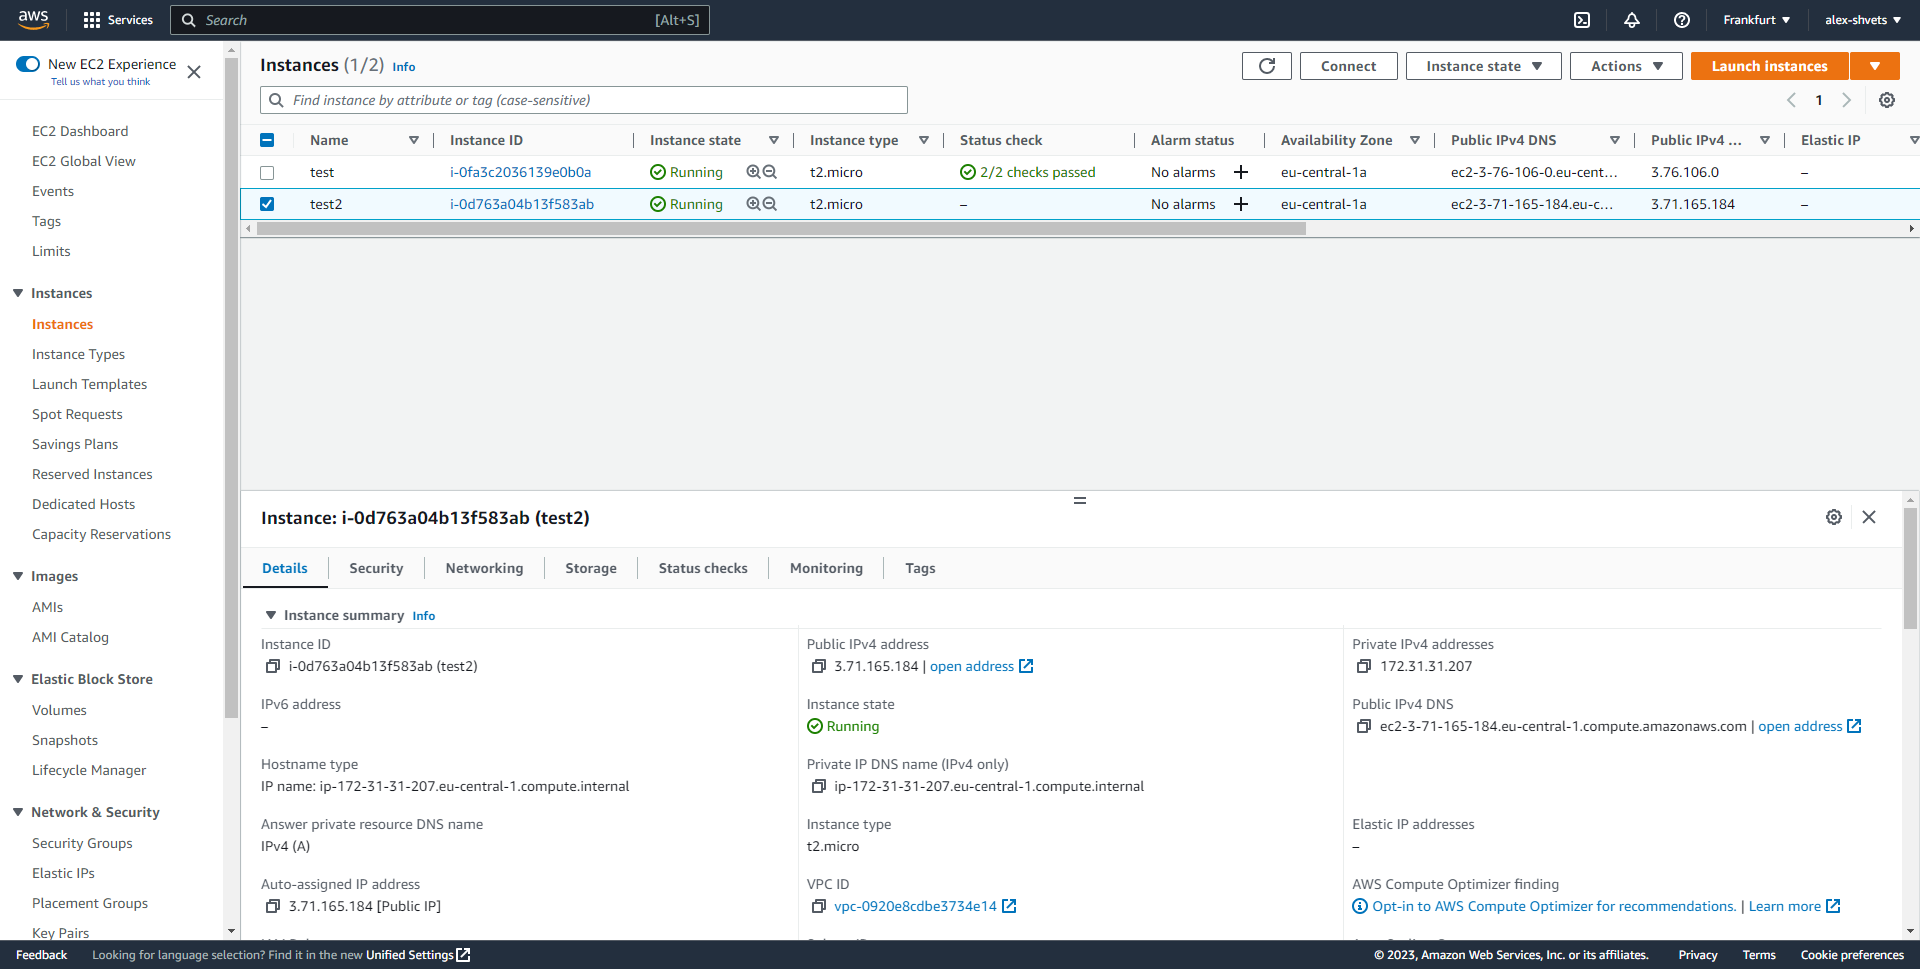 aws
Services
Search
[Alt+S]
Frankfurt
alex-shvets
New EC2 Experience
Tell us what you think
EC2 Dashboard
EC2 Global View
Events
Tags
Limits
Instances
Instances
Instance Types
Launch Templates
Spot Requests
Savings Plans
Reserved Instances
Dedicated Hosts
Capacity Reservations
Images
AMIs
AMI Catalog
Elastic Block Store
Volumes
Snapshots
Lifecycle Manager
Network & Security
Security Groups
Elastic IPs
Placement Groups
Key Pairs
Instances (1/2) Info
Connect
Instance state
Actions
Launch instances
Find instance by attribute or tag (case-sensitive)
1
Name Instance ID Instance state Instance type Status check Alarm status Availability Zone Public IPv4 DNS Public IPv4 ... Elastic IP
test i-0fa3c2036139e0b0a Running t2.micro 2/2 checks passed No alarms + eu-central-1a ec2-3-76-106-0.eu-cent... 3.76.106.0 –
test2 i-0d763a04b13f583ab Running t2.micro – No alarms + eu-central-1a ec2-3-71-165-184.eu-c... 3.71.165.184 –
Instance: i-0d763a04b13f583ab (test2)
Details Security Networking Storage Status checks Monitoring Tags
Instance summary Info
Instance ID
i-0d763a04b13f583ab (test2)
Public IPv4 address
3.71.165.184 | open address
Private IPv4 addresses
172.31.31.207
IPv6 address
–
Instance state
Running
Public IPv4 DNS
ec2-3-71-165-184.eu-central-1.compute.amazonaws.com | open address
Hostname type
IP name: ip-172-31-31-207.eu-central-1.compute.internal
Private IP DNS name (IPv4 only)
ip-172-31-31-207.eu-central-1.compute.internal
Answer private resource DNS name
IPv4 (A)
Instance type
t2.micro
Elastic IP addresses
–
Auto-assigned IP address
3.71.165.184 [Public IP]
VPC ID
vpc-0920e8cdbe3734e14
AWS Compute Optimizer finding
Opt-in to AWS Compute Optimizer for recommendations. | Learn more
Feedback
Looking for language selection? Find it in the new Unified Settings
© 2023, Amazon Web Services, Inc. or its affiliates.
Privacy
Terms
Cookie preferences